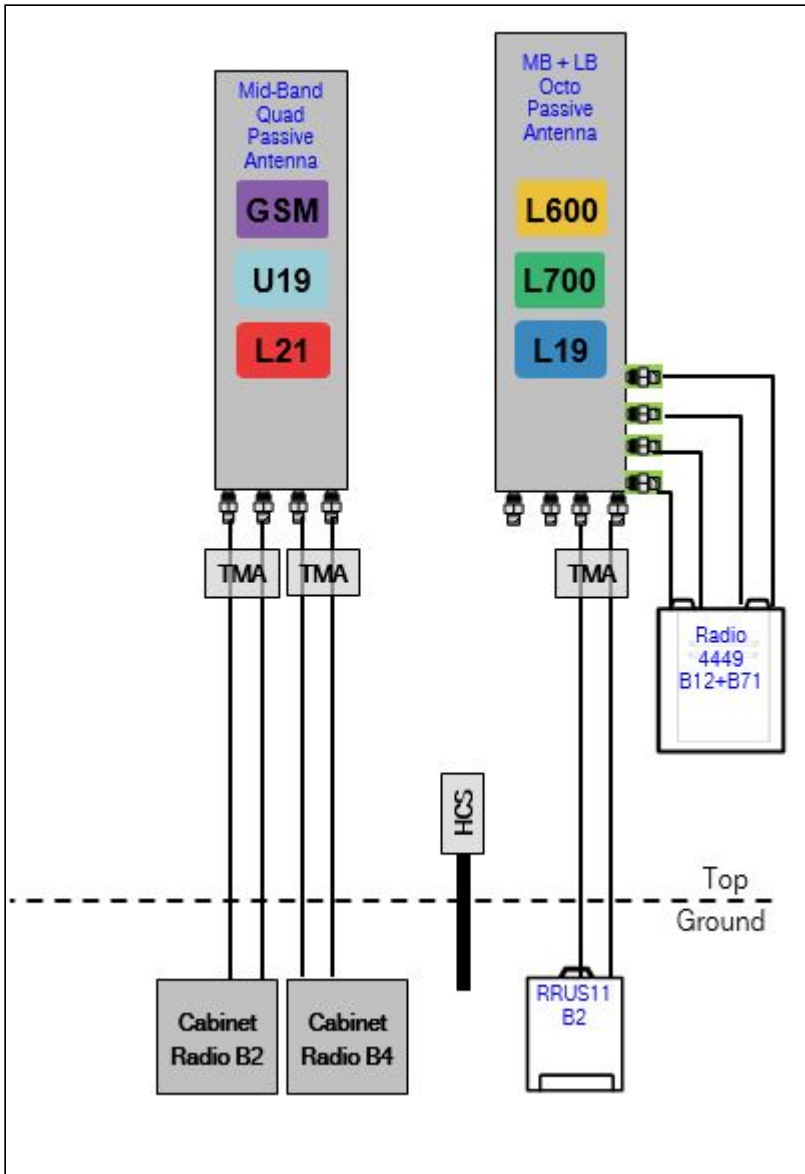 Mid-Band
Quad
Passive
Antenna
GSM
U19
L21
MB + LB
Octo
Passive
Antenna
L600
L700
L19
TMA
TMA
TMA
Radio
4449
B12+B71
HCS
Top
Ground
Cabinet
Radio B2
Cabinet
Radio B4
RRUS11
B2